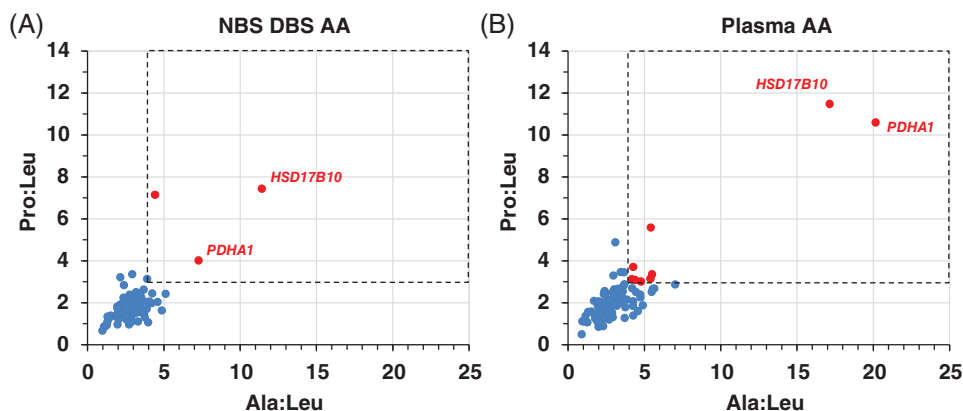 (A)
NBS DBS AA
14
12
10
8
6
4
2
0
Pro:Leu
HSD17B10
PDHA1
0 5 10 15 20 25
Ala:Leu
(B)
Plasma AA
14
12
10
8
6
4
2
0
Pro:Leu
HSD17B10
PDHA1
0 5 10 15 20 25
Ala:Leu